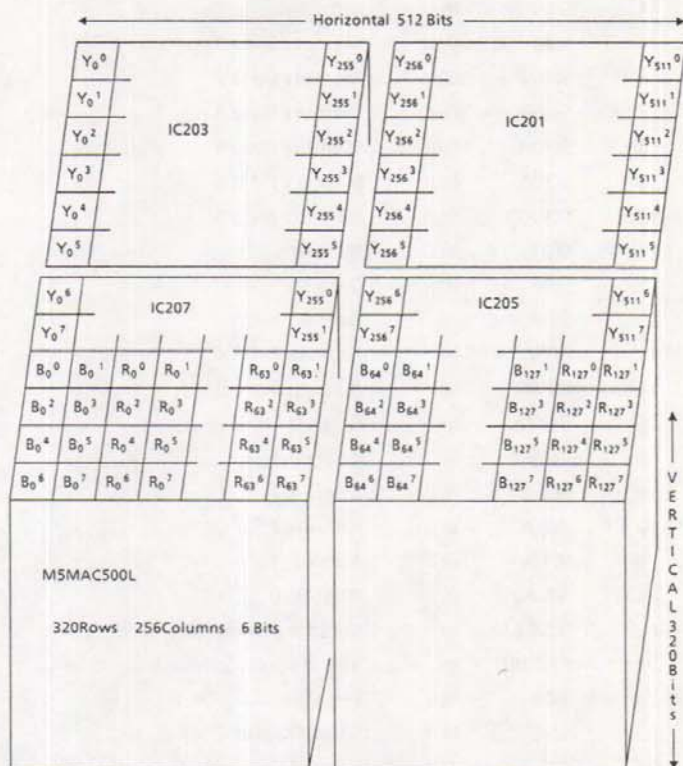 Horizontal 512 Bits
Y₀⁰ Y₂₅₅⁰ Y₂₅₆⁰ Y₅₁₁⁰
Y₀¹ Y₂₅₅¹ Y₂₅₆¹ Y₅₁₁¹
IC203 IC201
Y₀² Y₂₅₅² Y₂₅₆² Y₅₁₁²
Y₀³ Y₂₅₅³ Y₂₅₆³ Y₅₁₁³
Y₀⁴ Y₂₅₅⁴ Y₂₅₆⁴ Y₅₁₁⁴
Y₀⁵ Y₂₅₅⁵ Y₂₅₆⁵ Y₅₁₁⁵
Y₀⁶ IC207 Y₂₅₅⁰ Y₂₅₆⁶ IC205 Y₅₁₁⁶
Y₀⁷ Y₂₅₅¹ Y₂₅₆⁷ Y₅₁₁⁷
B₀⁰ B₀¹ R₀⁰ R₀¹ R₆₃⁰ R₆₃¹ B₆₄⁰ B₆₄¹ B₁₂₇¹ R₁₂₇⁰ R₁₂₇¹
B₀² B₀³ R₀² R₀³ R₆₃² R₆₃³ B₆₄² B₆₄³ B₁₂₇³ R₁₂₇² R₁₂₇³
B₀⁴ B₀⁵ R₀⁴ R₀⁵ R₆₃⁴ R₆₃⁵ B₆₄⁴ B₆₄⁵ B₁₂₇⁵ R₁₂₇⁴ R₁₂₇³
B₀⁶ B₀⁷ R₀⁶ R₀⁷ R₆₃⁶ R₆₃⁷ B₆₄⁶ B₆₄⁷ B₁₂₇⁷ R₁₂₇⁶ R₁₂₇⁷
M5MAC500L
320Rows 256Columns 6 Bits
VERTICAL 320Bits